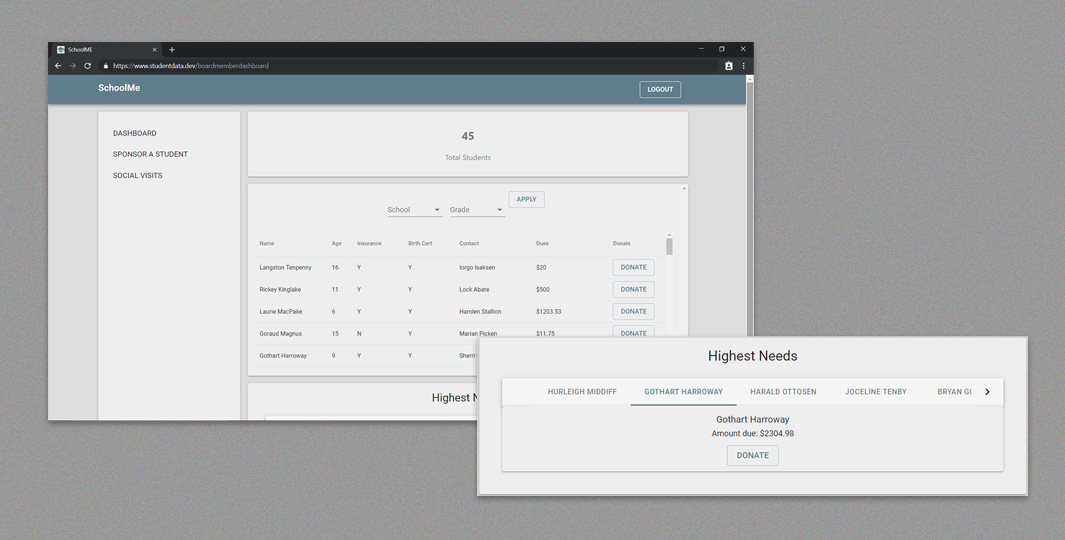 SchoolME
https://www.studentdata.dev/boardmemberdashboard
SchoolMe
LOGOUT
DASHBOARD
SPONSOR A STUDENT
SOCIAL VISITS
45
Total Students
School Grade APPLY
Name Age Insurance Birth Cert Contact Dues Donate
Langston Tenpenny 16 Y Y Iorgo Isaksen $20 DONATE
Rickey Kinglake 11 Y Y Lock Abate $500 DONATE
Laurie MacPake 6 Y Y Hamlen Stallion $1203.53 DONATE
Goraud Magnus 15 N Y Marian Picken $11.75 DONATE
Gothart Harroway 9 Y Y Sherri
Highest N
Highest Needs
HURLEIGH MIDDIFF GOTHART HARROWAY HARALD OTTOSEN JOCELINE TENBY BRYAN
Gothart Harroway
Amount due: $2304.98
DONATE